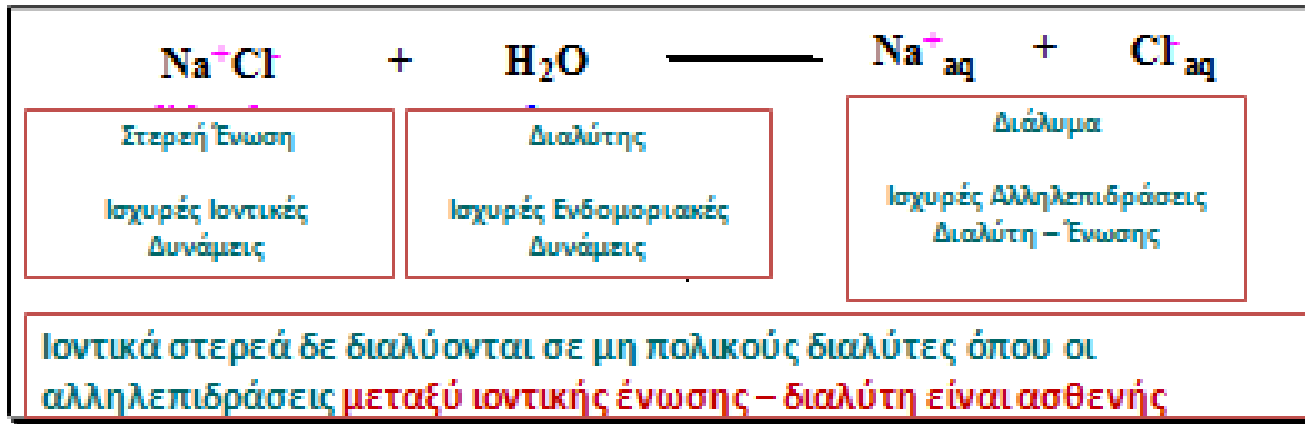 Na⁺Cl⁻ + H₂O Na⁺aq + Cl⁻aq
Στερεή Ένωση
Ισχυρές Ιοντικές
Δυνάμεις
Διαλύτης
Ισχυρές Ενδομοριακές
Δυνάμεις
Διάλυμα
Ισχυρές Αλληλεπιδράσεις
Διαλύτη – Ένωσης
Ιοντικά στερεά δε διαλύονται σε μη πολικούς διαλύτες όπου οι
αλληλεπιδράσεις μεταξύ ιοντικής ένωσης – διαλύτη είναι ασθενής